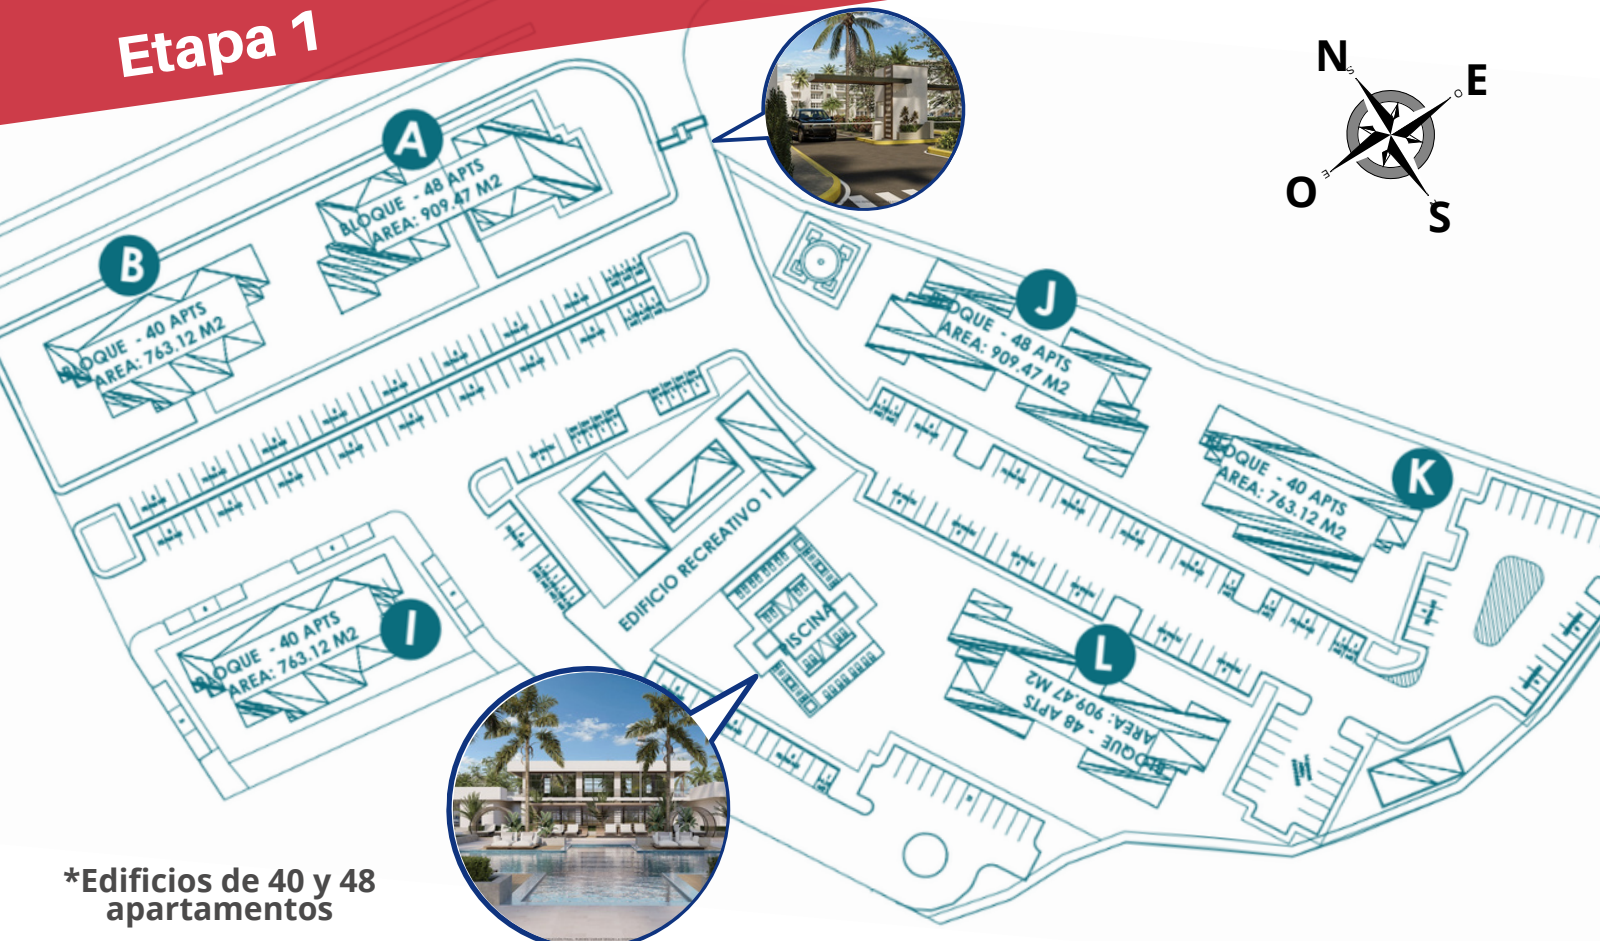 Etapa 1
N
E
O
S
S
O
E
A
BLOQUE - 48 APTS
AREA: 909.47 M2
B
BLOQUE - 40 APTS
AREA: 763.12 M2
J
BLOQUE - 48 APTS
AREA: 909.47 M2
K
BLOQUE - 40 APTS
AREA: 763.12 M2
EDIFICIO RECREATIVO 1
PISCINA
I
BLOQUE - 40 APTS
AREA: 763.12 M2
L
BLOQUE - 48 APTS
AREA: 909.47 M2
*Edificios de 40 y 48
apartamentos